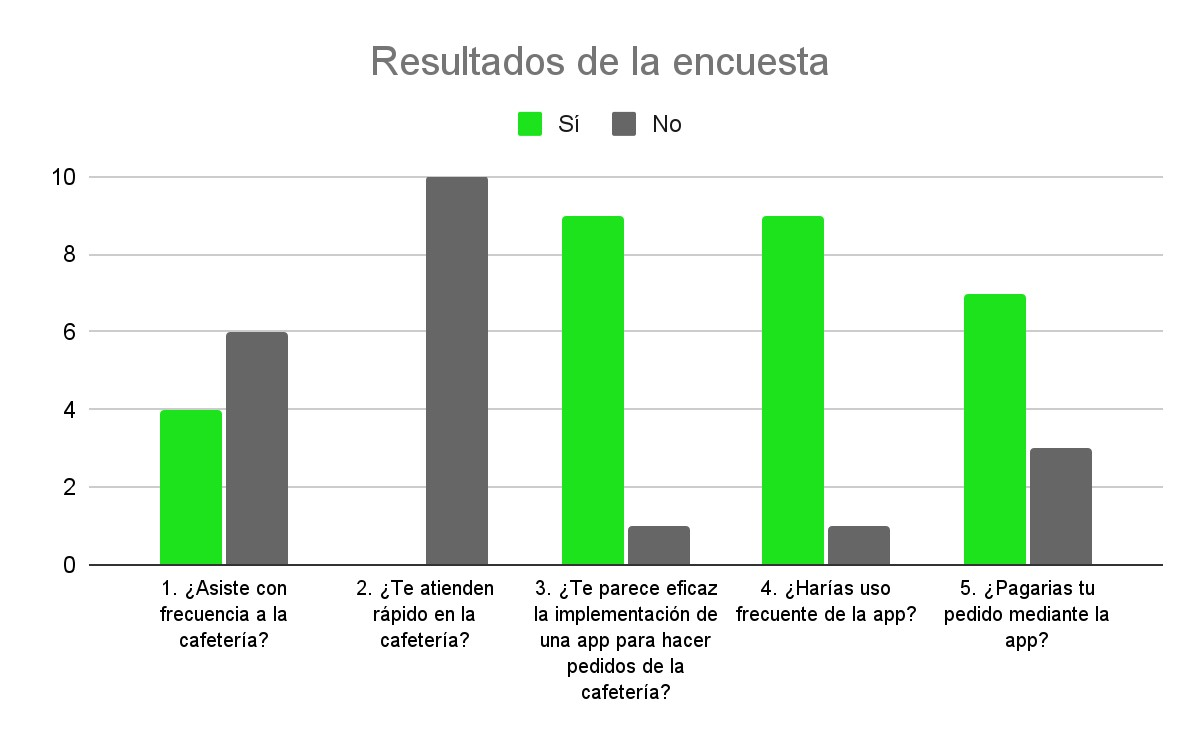 Resultados de la encuesta
Sí No
10
8
6
4
2
0
1. ¿Asiste con
frecuencia a la
cafetería?
2. ¿Te atienden
rápido en la
cafetería?
3. ¿Te parece eficaz
la implementación de
una app para hacer
pedidos de la
cafetería?
4. ¿Harías uso
frecuente de la app?
5. ¿Pagarias tu
pedido mediante la
app?